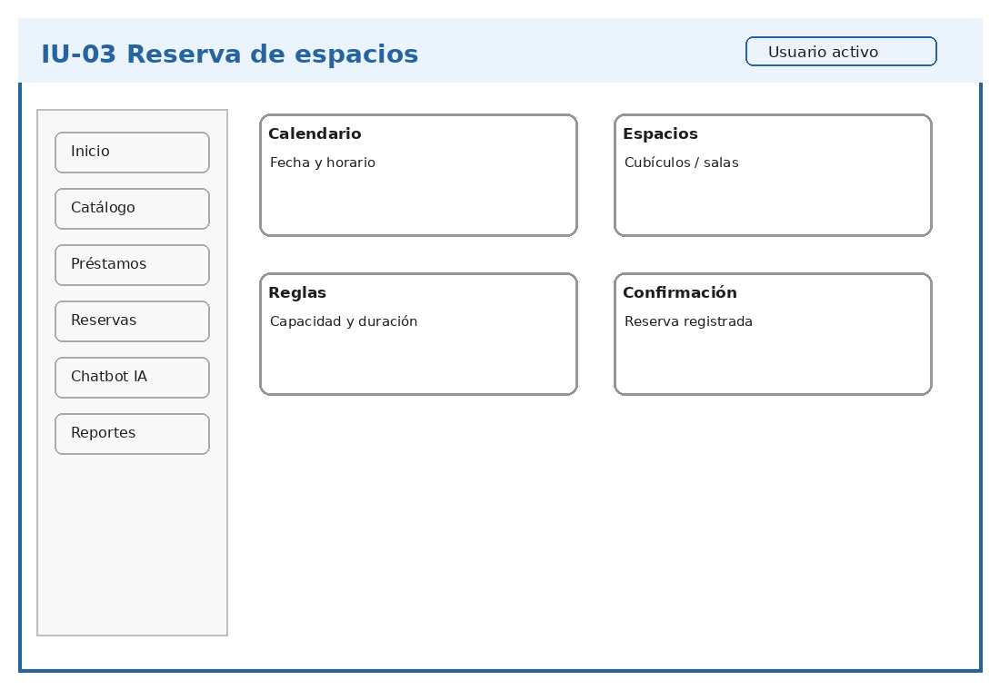 IU-03 Reserva de espacios
Usuario activo
Inicio
Catálogo
Préstamos
Reservas
Chatbot IA
Reportes
Calendario
Fecha y horario
Espacios
Cubículos / salas
Reglas
Capacidad y duración
Confirmación
Reserva registrada